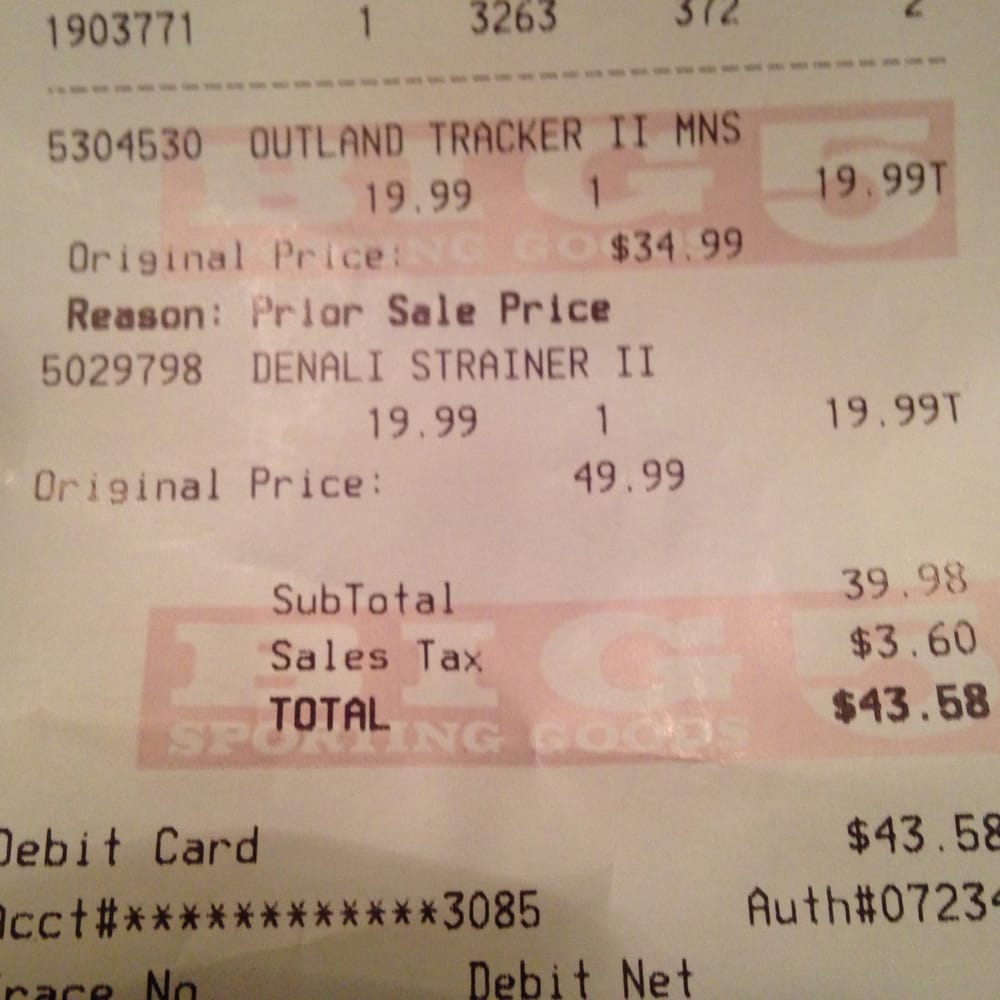 1903771 1 3263 372 2
5304530 OUTLAND TRACKER II MNS
19.99 1 19.99T
Original Price: $34.99
Reason: Prior Sale Price
5029798 DENALI STRAINER II
19.99 1 19.99T
Original Price: 49.99
SubTotal 39.98
Sales Tax $3.60
TOTAL $43.58
BIG 5
SPORTING GOODS
Debit Card $43.58
Acct#************3085 Auth#07234
Trace No Debit Net